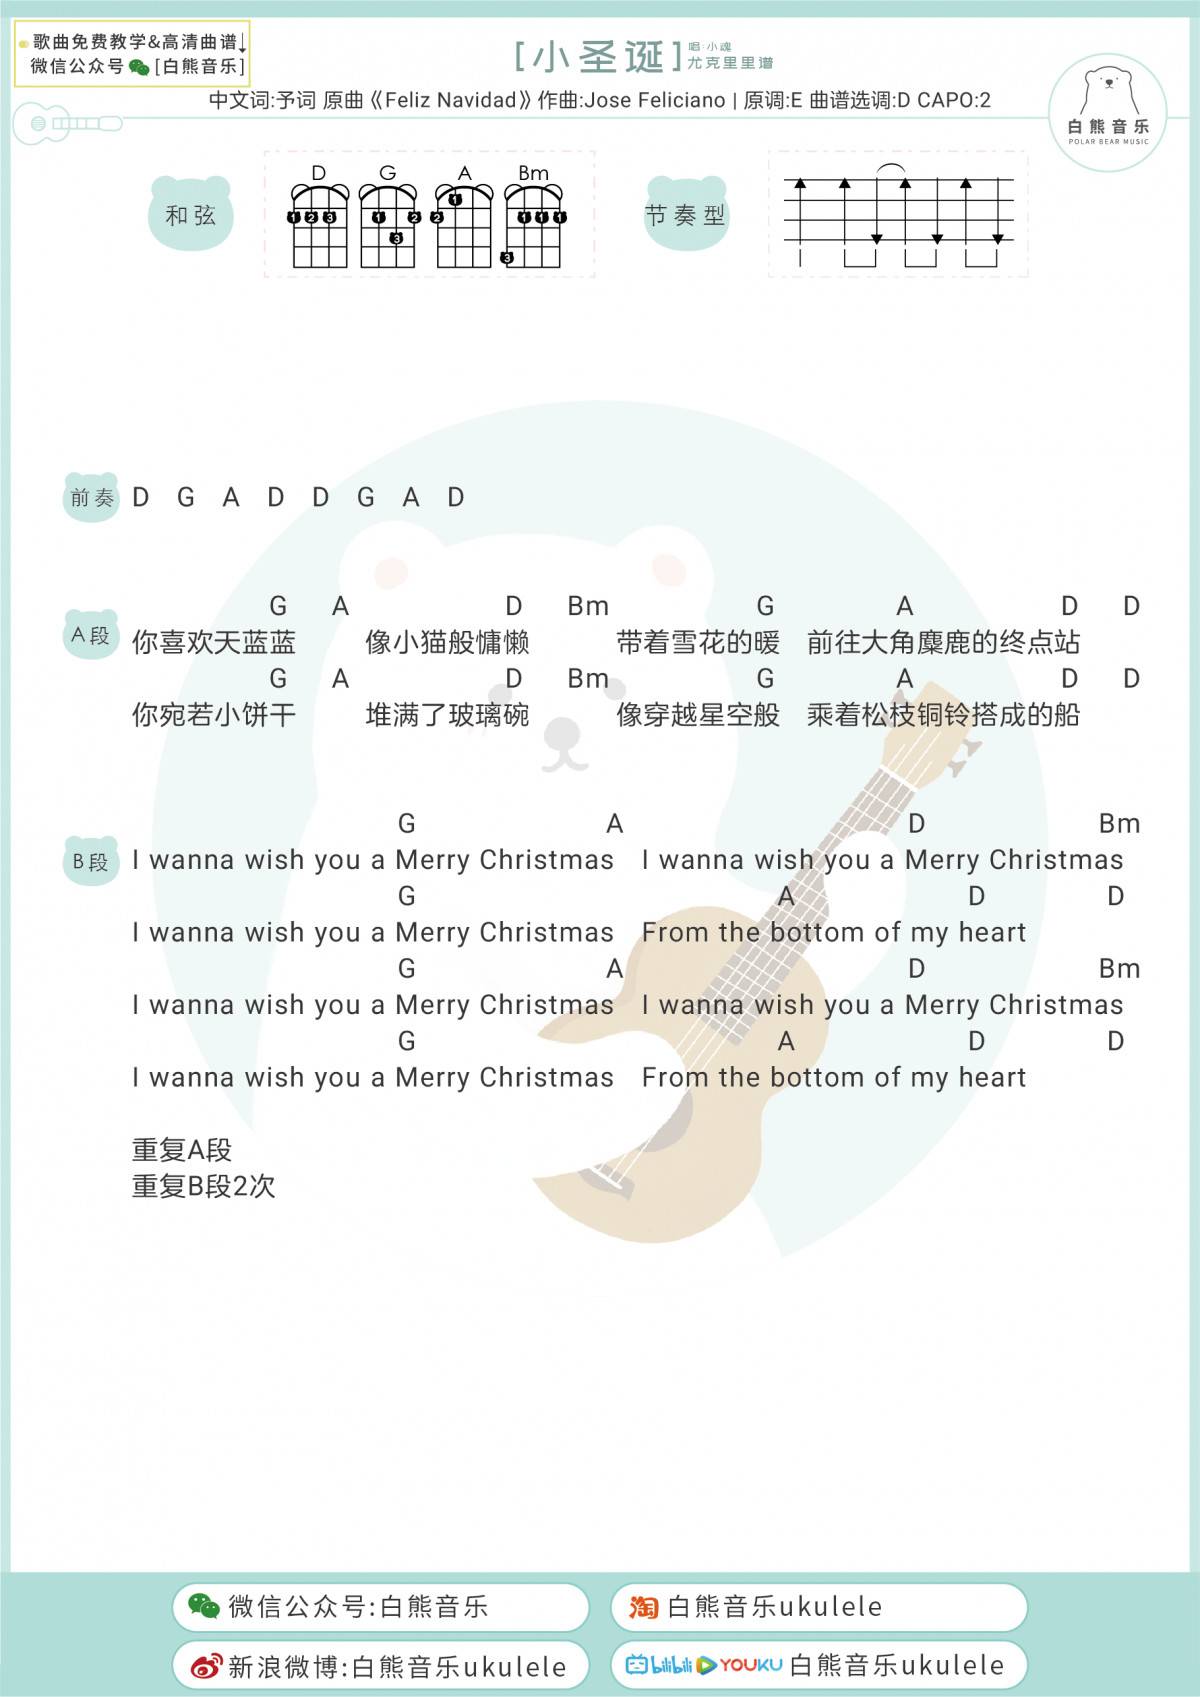 歌曲免费教学&高清曲谱↓
微信公众号 [白熊音乐]
[小圣诞]
唱·小魂
尤克里里谱
中文词:予词 原曲《Feliz Navidad》作曲:Jose Feliciano | 原调:E 曲谱选调:D CAPO:2
白熊音乐
POLAR BEAR MUSIC
和弦
D G A Bm
1 2 3 1 2 3 1 2 1 1 1 3
节奏型
前奏 D G A D D G A D
G A D Bm G A D D
A段 你喜欢天蓝蓝 像小猫般慵懒 带着雪花的暖 前往大角麋鹿的终点站
G A D Bm G A D D
你宛若小饼干 堆满了玻璃碗 像穿越星空般 乘着松枝铜铃搭成的船
G A D Bm
B段 I wanna wish you a Merry Christmas I wanna wish you a Merry Christmas
G A D D
I wanna wish you a Merry Christmas From the bottom of my heart
G A D Bm
I wanna wish you a Merry Christmas I wanna wish you a Merry Christmas
G A D D
I wanna wish you a Merry Christmas From the bottom of my heart
重复A段
重复B段2次
微信公众号:白熊音乐
淘 白熊音乐ukulele
新浪微博:白熊音乐ukulele
bilibili YOUKU 白熊音乐ukulele